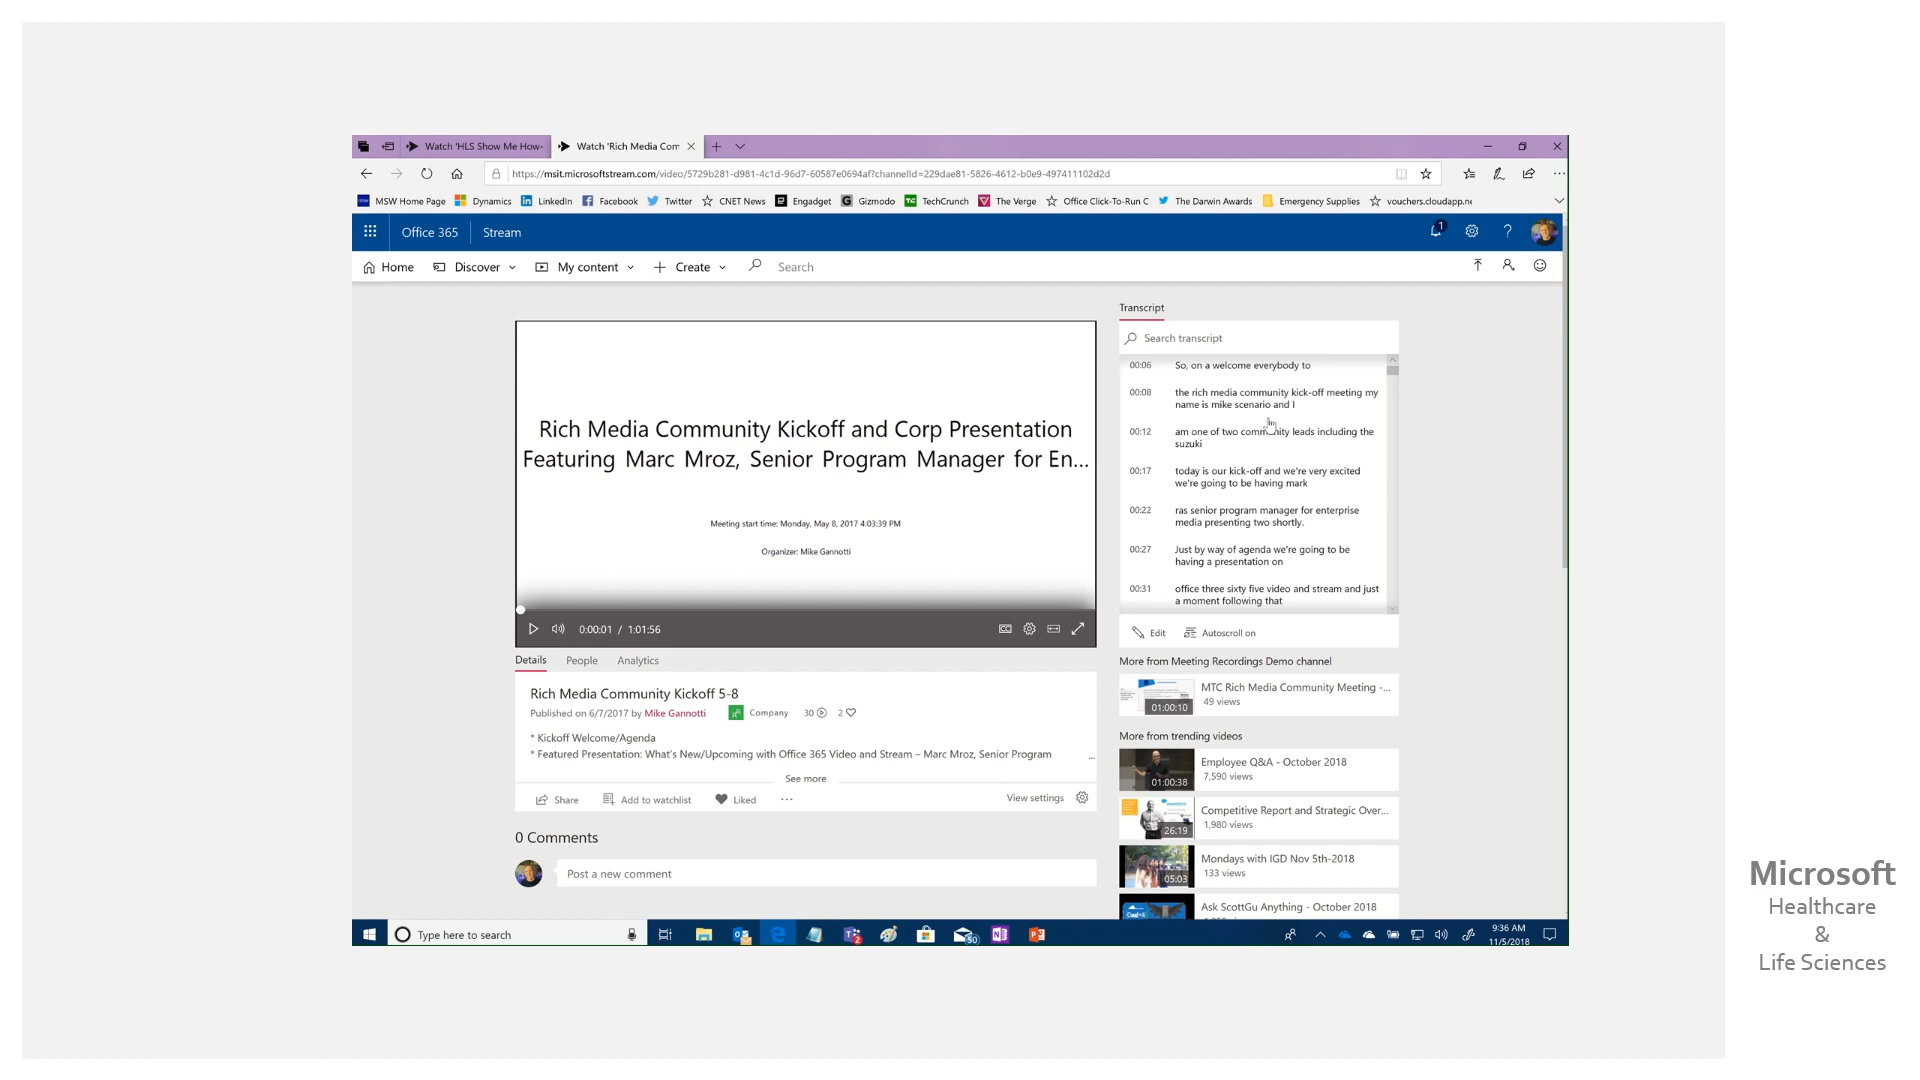 Watch 'HLS Show Me How-
Watch 'Rich Media Com
https://msit.microsoftstream.com/video/5729b281-d981-4c1d-96d7-60587e0694af?channelId=229dae81-5826-4612-b0e9-497411102d2d
MSW Home Page Dynamics LinkedIn Facebook Twitter CNET News Engadget Gizmodo TechCrunch The Verge Office Click-To-Run C The Darwin Awards Emergency Supplies vouchers.cloudapp.ne
Office 365 Stream 1 ?
Home Discover My content Create Search
Rich Media Community Kickoff and Corp Presentation
Featuring Marc Mroz, Senior Program Manager for En...
Meeting start time: Monday, May 8, 2017 4:03:39 PM
Organizer: Mike Gannotti
0:00:01 / 1:01:56
CC
Details People Analytics
Rich Media Community Kickoff 5-8
Published on 6/7/2017 by Mike Gannotti Company 30 2
* Kickoff Welcome/Agenda
* Featured Presentation: What's New/Upcoming with Office 365 Video and Stream – Marc Mroz, Senior Program ...
See more
Share Add to watchlist Liked ... View settings
0 Comments
Post a new comment
Transcript
Search transcript
00:06 So, on a welcome everybody to
00:08 the rich media community kick-off meeting my
name is mike scenario and I
00:12 am one of two community leads including the
suzuki
00:17 today is our kick-off and we're very excited
we're going to be having mark
00:22 ras senior program manager for enterprise
media presenting two shortly.
00:27 Just by way of agenda we're going to be
having a presentation on
00:31 office three sixty five video and stream and just
a moment following that
Edit Autoscroll on
More from Meeting Recordings Demo channel
MTC Rich Media Community Meeting -...
49 views
01:00:10
More from trending videos
Employee Q&A - October 2018
7,590 views
01:00:38
Competitive Report and Strategic Over...
1,980 views
26:19
Mondays with IGD Nov 5th-2018
133 views
05:03
Ask ScottGu Anything - October 2018
Type here to search
2
50
9:36 AM
11/5/2018
Microsoft
Healthcare
&
Life Sciences